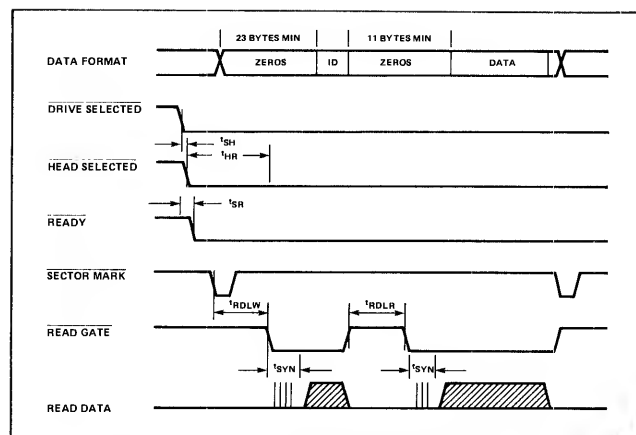 23 BYTES MIN 11 BYTES MIN
DATA FORMAT ZEROS ID ZEROS DATA
DRIVE SELECTED
tSH
tHR
HEAD SELECTED
tSR
READY
SECTOR MARK
tRDLW tRDLR
READ GATE
tSYN tSYN
READ DATA